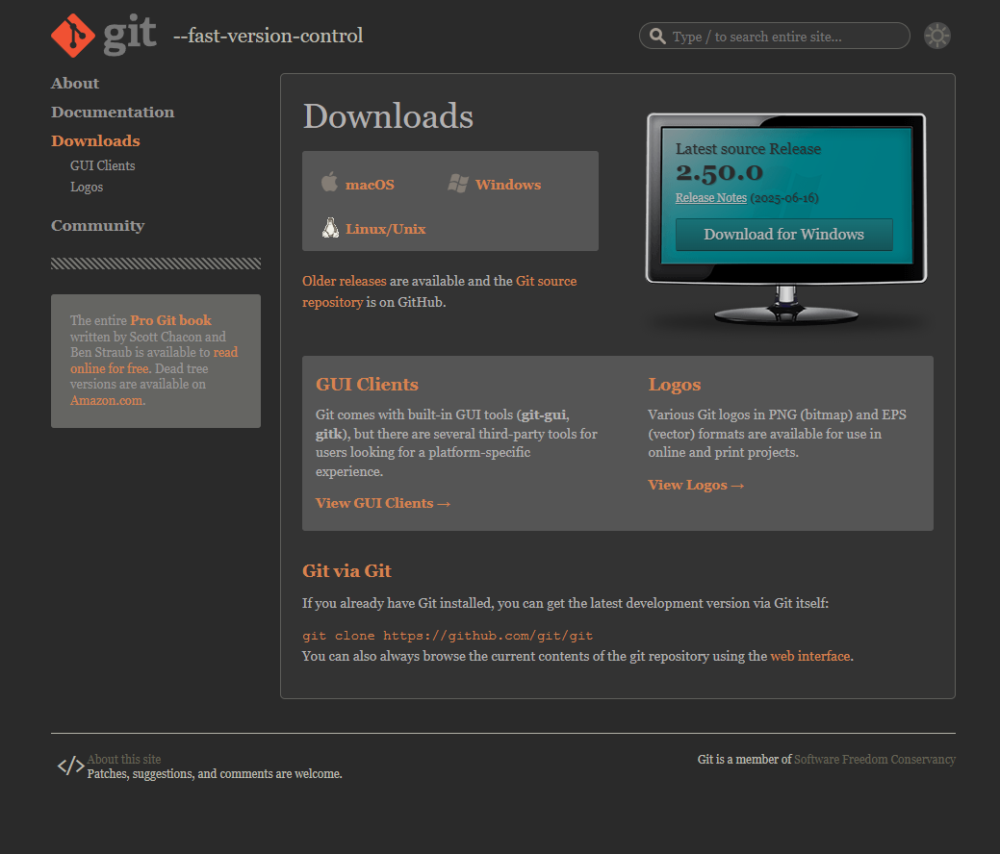 git --fast-version-control
Type / to search entire site...
About
Documentation
Downloads
GUI Clients
Logos
Community
The entire Pro Git book
written by Scott Chacon and
Ben Straub is available to read
online for free. Dead tree
versions are available on
Amazon.com.
Downloads
macOS
Windows
Linux/Unix
Older releases are available and the Git source
repository is on GitHub.
Latest source Release
2.50.0
Release Notes (2025-06-16)
Download for Windows
GUI Clients
Git comes with built-in GUI tools (git-gui,
gitk), but there are several third-party tools for
users looking for a platform-specific
experience.
View GUI Clients →
Logos
Various Git logos in PNG (bitmap) and EPS
(vector) formats are available for use in
online and print projects.
View Logos →
Git via Git
If you already have Git installed, you can get the latest development version via Git itself:
git clone https://github.com/git/git
You can also always browse the current contents of the git repository using the web interface.
</> About this site
Patches, suggestions, and comments are welcome.
Git is a member of Software Freedom Conservancy